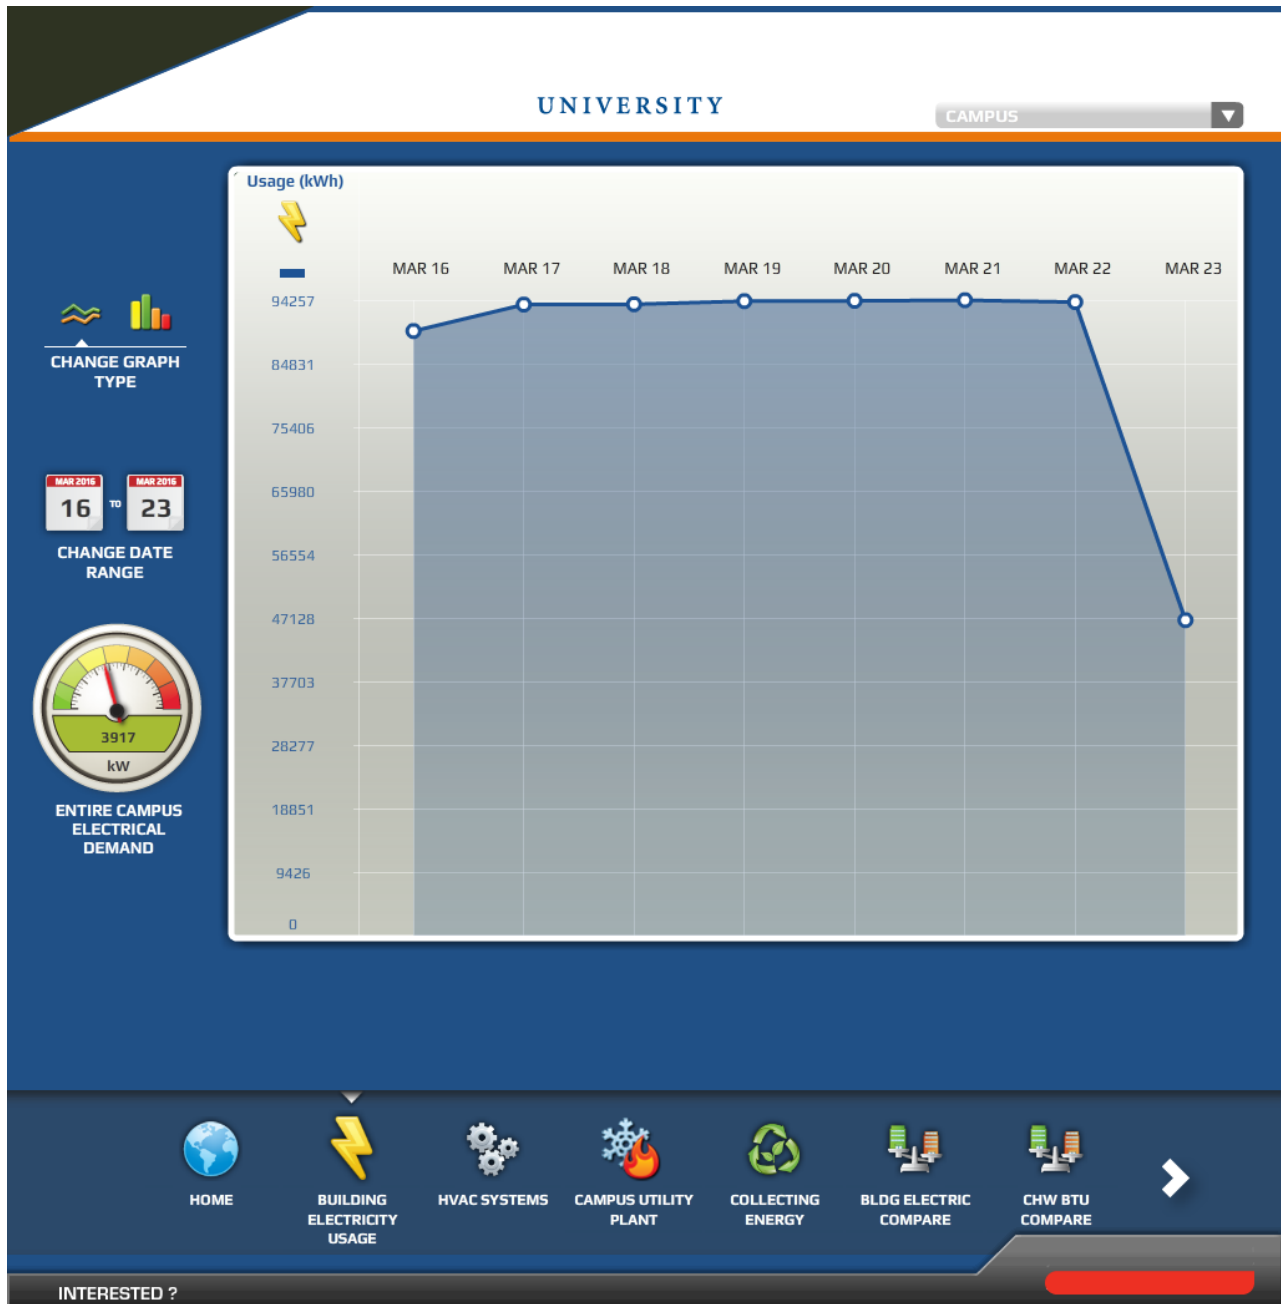 UNIVERSITY
CAMPUS
Usage (kWh)
MAR 16 MAR 17 MAR 18 MAR 19 MAR 20 MAR 21 MAR 22 MAR 23
94257
84831
75406
65980
56554
47128
37703
28277
18851
9426
0
CHANGE GRAPH
TYPE
MAR 2016 MAR 2016
16 TO 23
CHANGE DATE
RANGE
3917
kW
ENTIRE CAMPUS
ELECTRICAL
DEMAND
HOME
BUILDING
ELECTRICITY
USAGE
HVAC SYSTEMS
CAMPUS UTILITY
PLANT
COLLECTING
ENERGY
BLDG ELECTRIC
COMPARE
CHW BTU
COMPARE
INTERESTED ?